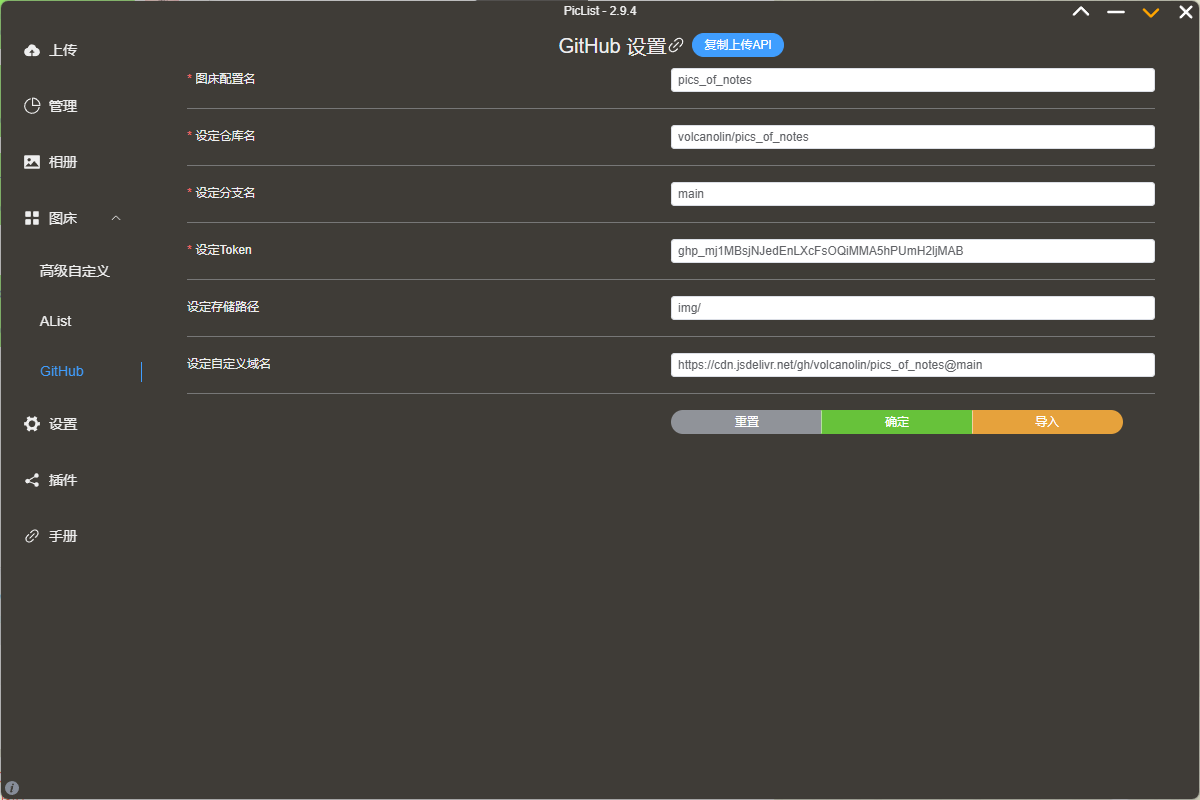 PicList - 2.9.4
上传
管理
相册
图床
高级自定义
AList
GitHub
设置
插件
手册
GitHub 设置
复制上传API
* 图床配置名
pics_of_notes
* 设定仓库名
volcanolin/pics_of_notes
* 设定分支名
main
* 设定Token
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
设定存储路径
img/
设定自定义域名
https://cdn.jsdelivr.net/gh/volcanolin/pics_of_notes@main
重置
确定
导入